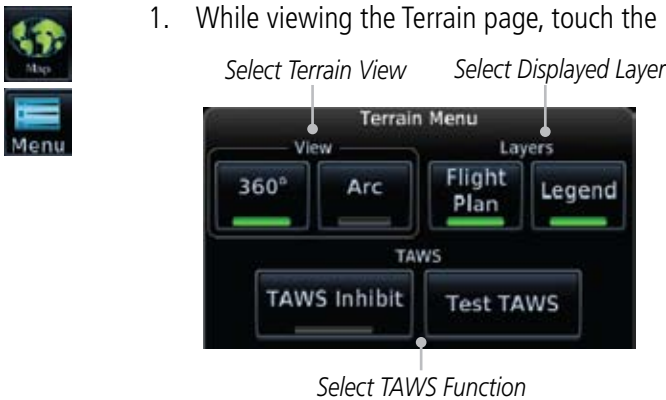 1. While viewing the Terrain page, touch the
Map
Menu
Select Terrain View
Select Displayed Layer
Terrain Menu
View
Layers
360°
Arc
Flight
Plan
Legend
TAWS
TAWS Inhibit
Test TAWS
Select TAWS Function